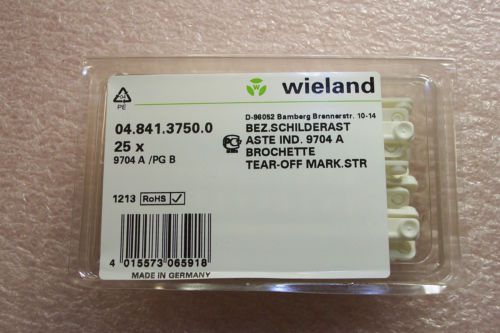 wieland
04
PE
D-96052 Bamberg Brennerstr. 10-14
04.841.3750.0
25 x
9704 A /PG B
BEZ.SCHILDERAST
ASTE IND. 9704 A
BROCHETTE
TEAR-OFF MARK.STR
1213 RoHS
4 015573 065918
MADE IN GERMANY